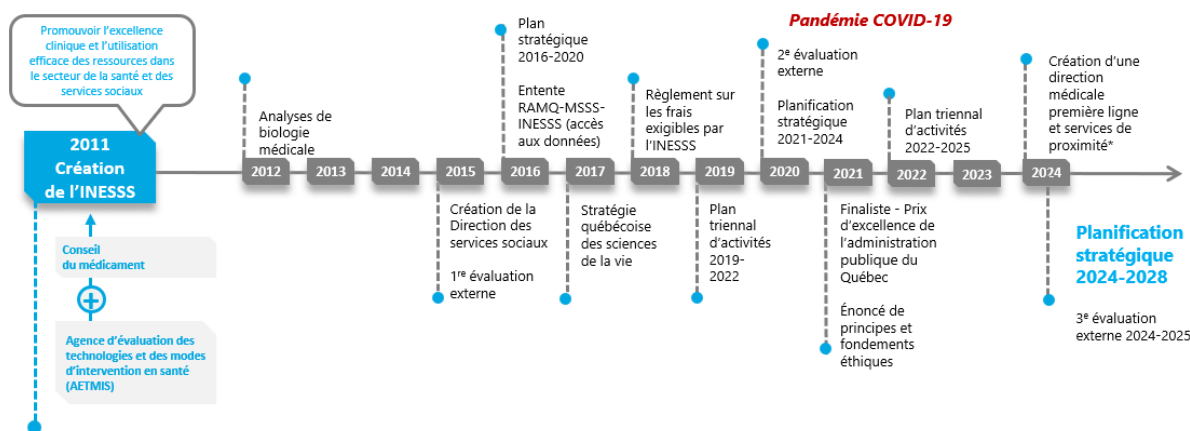 Promouvoir l'excellence
clinique et l'utilisation
efficace des ressources dans
le secteur de la santé et des
services sociaux
2011
Création
de l'INESSS
Conseil
du médicament
Agence d'évaluation des
technologies et des modes
d'intervention en santé
(AETMIS)
Analyses de
biologie
médicale
2012
2013
2014
2015
Création de la
Direction des
services sociaux
1re évaluation
externe
Plan
stratégique
2016-2020
Entente
RAMQ-MSSS-
INESSS (accès
aux données)
2016
2017
Stratégie
québécoise
des sciences
de la vie
Règlement sur
les frais
exigibles par
l'INESSS
2018
2019
Plan
triennal
d'activités
2019-
2022
Pandémie COVID-19
2e évaluation
externe
Planification
stratégique
2021-2024
2020
2021
Finaliste - Prix
d'excellence de
l'administration
publique du
Québec
Énoncé de
principes et
fondements
éthiques
Plan triennal
d'activités
2022-2025
2022
2023
Création d'une
direction
médicale
première ligne
et services de
proximité*
2024
Planification
stratégique
2024-2028
3e évaluation
externe 2024-2025